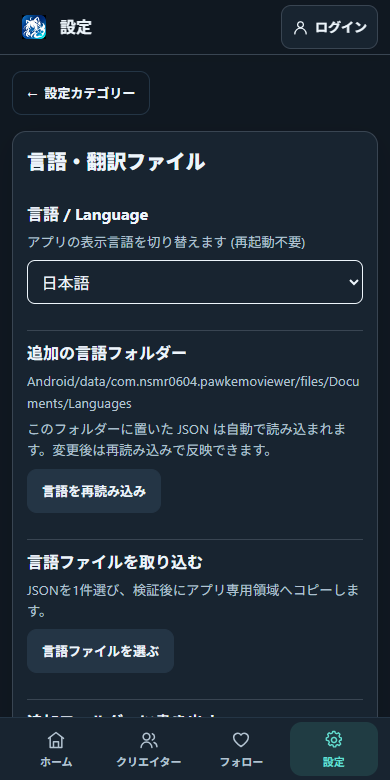 設定
ログイン
← 設定カテゴリー
言語・翻訳ファイル
言語 / Language
アプリの表示言語を切り替えます (再起動不要)
日本語
追加の言語フォルダー
Android/data/com.nsmr0604.pawkemoviewer/files/Docu
ments/Languages
このフォルダーに置いた JSON は自動で読み込まれま
す。変更後は再読み込みで反映できます。
言語を再読み込み
言語ファイルを取り込む
JSONを1件選び、検証後にアプリ専用領域へコピーしま
す。
言語ファイルを選ぶ
ホーム
クリエイター
フォロー
設定